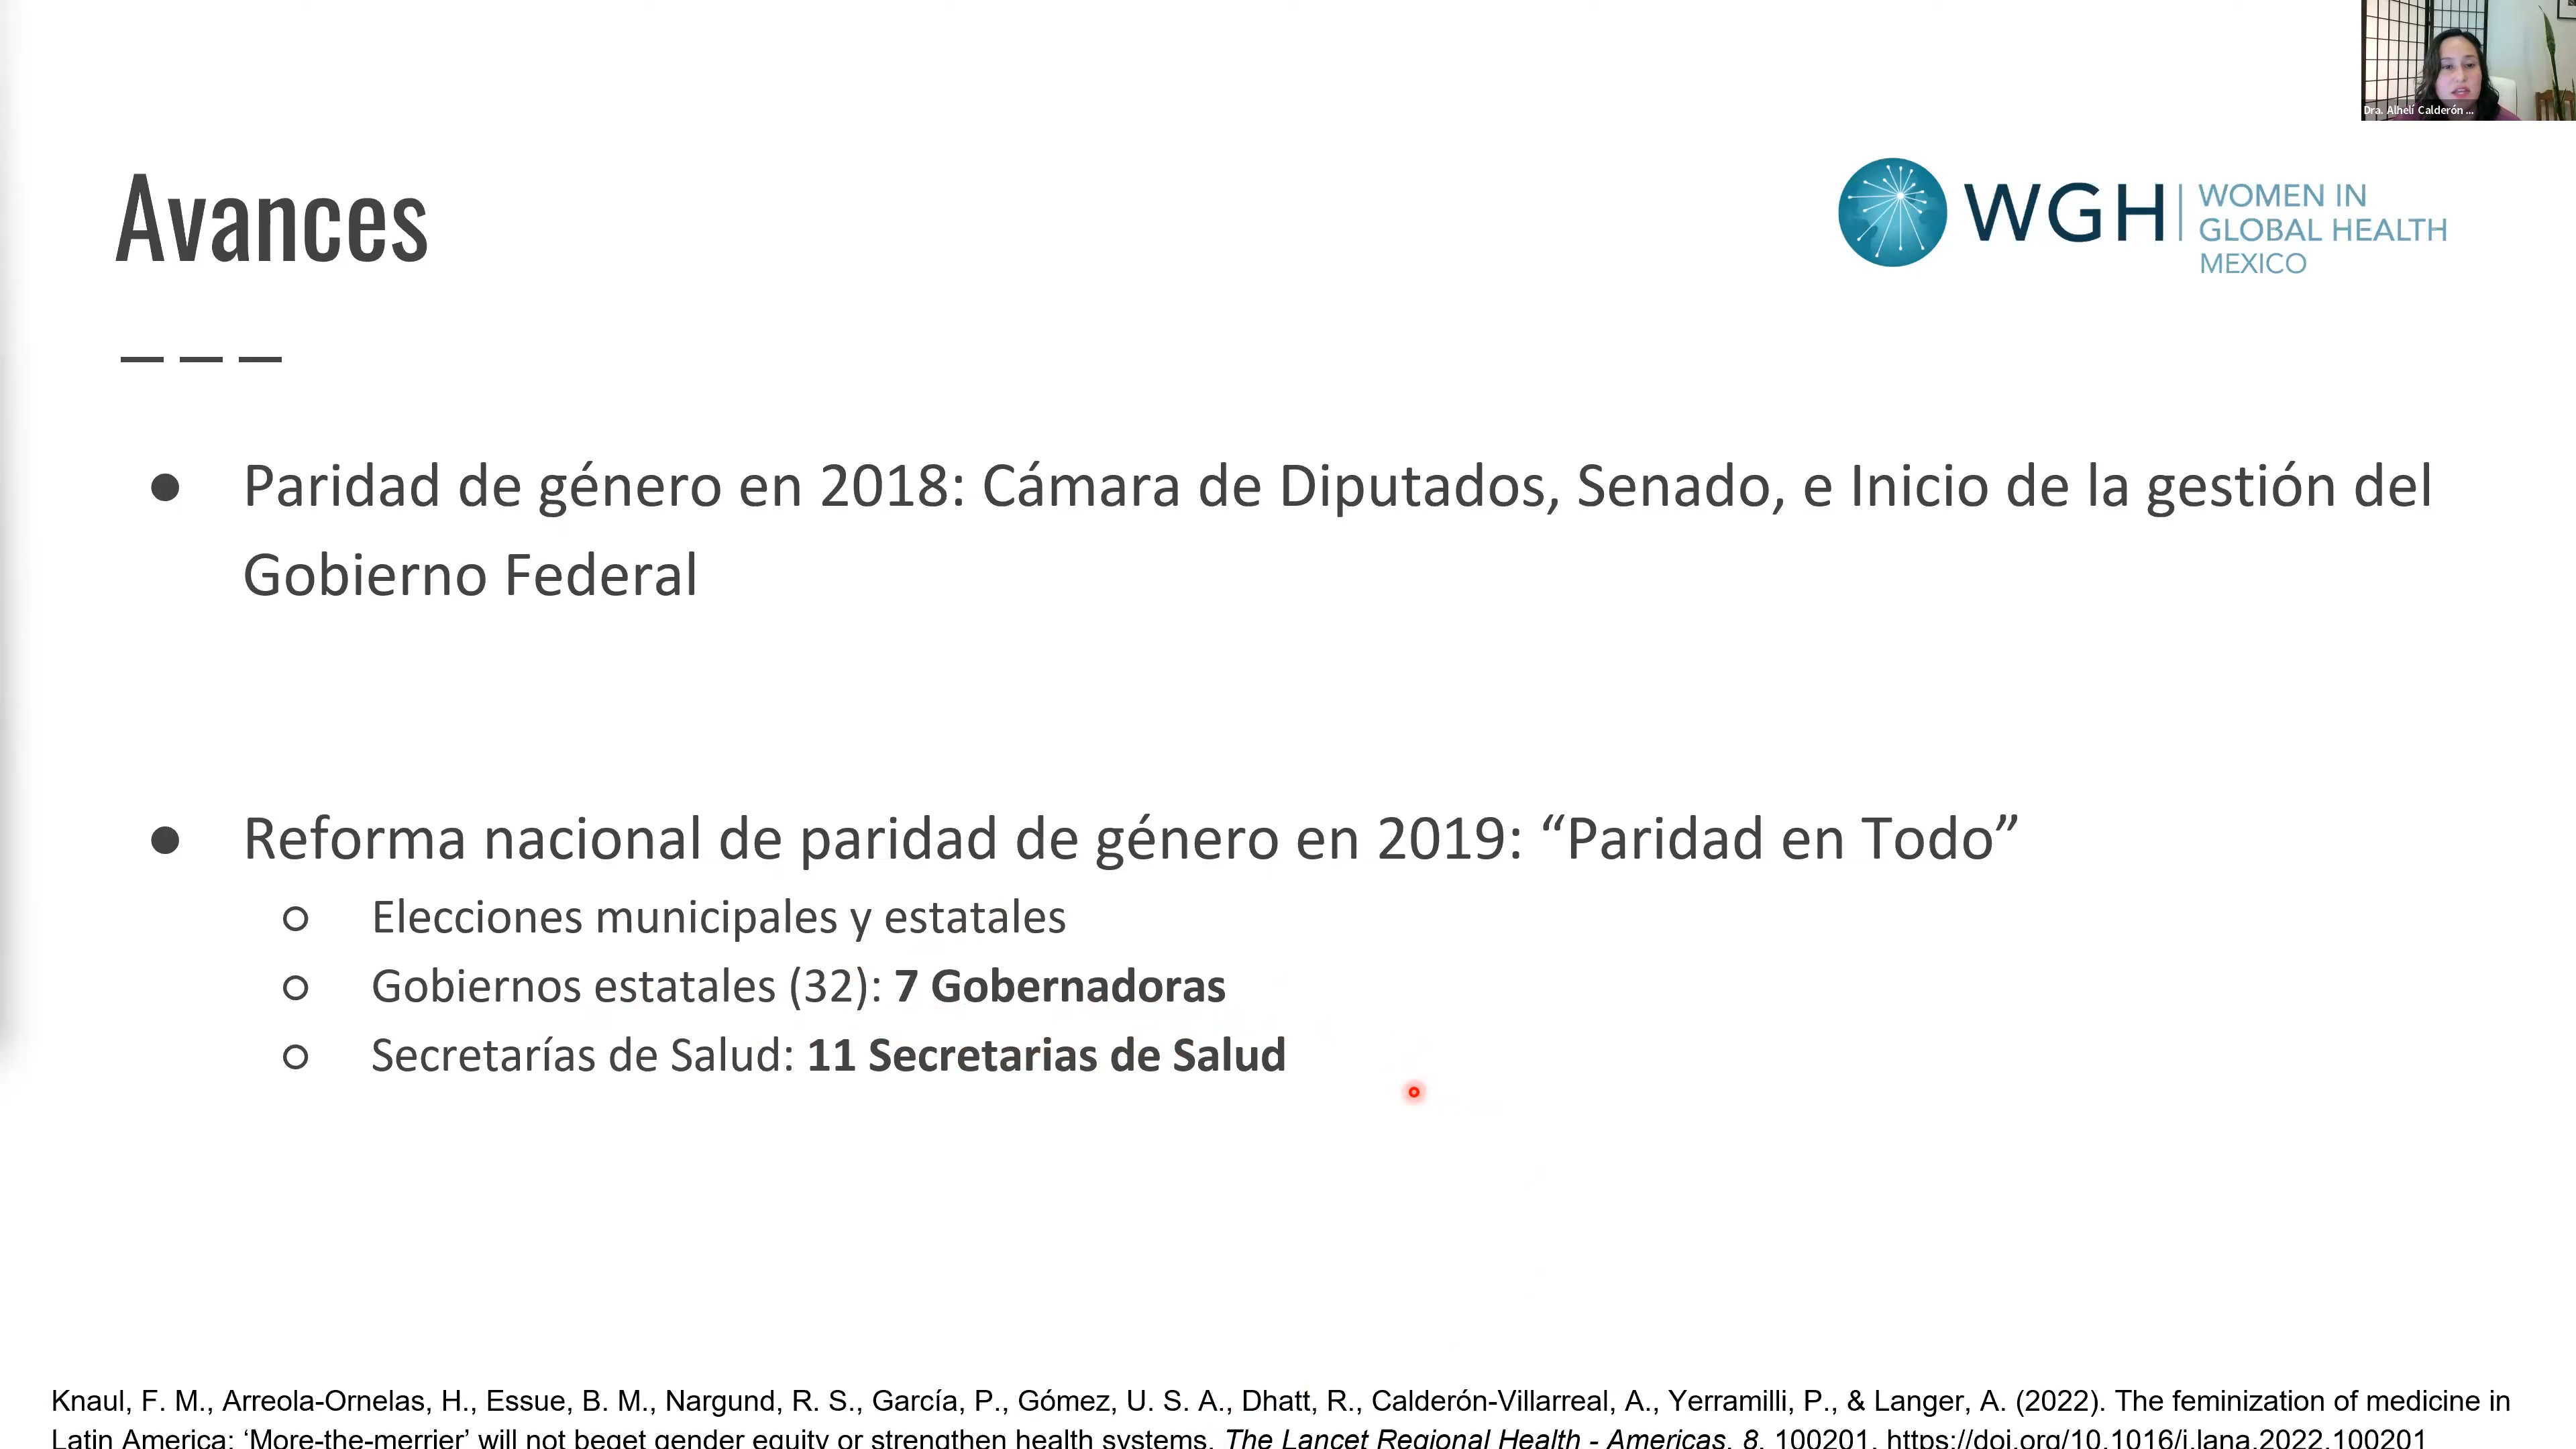 Dra. Alhelí Calderón ...
Avances
WGH
WOMEN IN
GLOBAL HEALTH
MEXICO
● Paridad de género en 2018: Cámara de Diputados, Senado, e Inicio de la gestión del
Gobierno Federal
● Reforma nacional de paridad de género en 2019: “Paridad en Todo”
○ Elecciones municipales y estatales
○ Gobiernos estatales (32): 7 Gobernadoras
○ Secretarías de Salud: 11 Secretarias de Salud
Knaul, F. M., Arreola-Ornelas, H., Essue, B. M., Nargund, R. S., García, P., Gómez, U. S. A., Dhatt, R., Calderón-Villarreal, A., Yerramilli, P., & Langer, A. (2022). The feminization of medicine in
Latin America: ‘More-the-merrier’ will not beget gender equity or strengthen health systems. The Lancet Regional Health - Americas, 8, 100201. https://doi.org/10.1016/j.lana.2022.100201